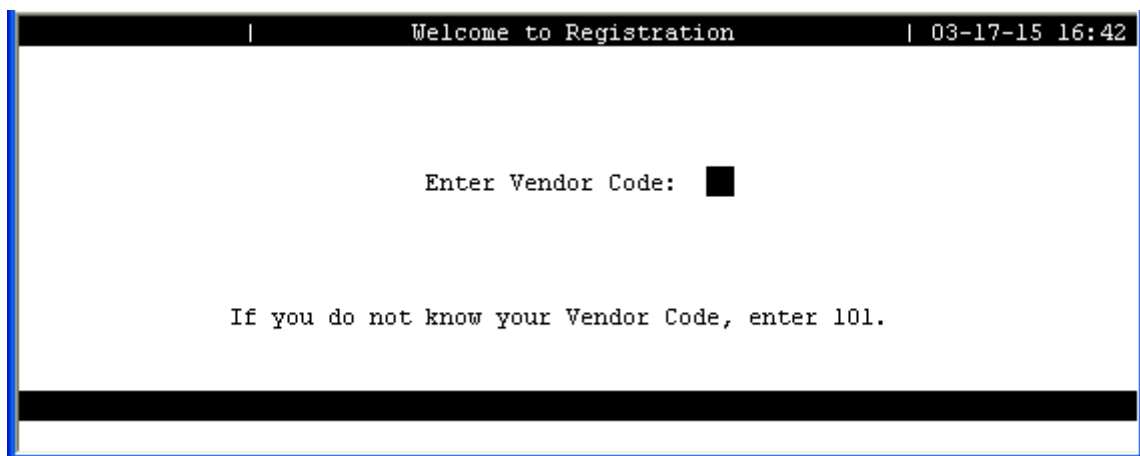 | Welcome to Registration | 03-17-15 16:42
Enter Vendor Code:
If you do not know your Vendor Code, enter 101.